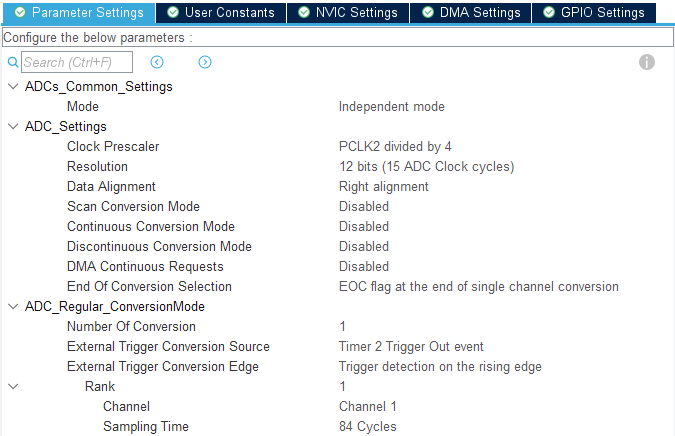 Parameter Settings User Constants NVIC Settings DMA Settings GPIO Settings
Configure the below parameters :
Search (Ctrl+F)
ADCs_Common_Settings
Mode Independent mode
ADC_Settings
Clock Prescaler PCLK2 divided by 4
Resolution 12 bits (15 ADC Clock cycles)
Data Alignment Right alignment
Scan Conversion Mode Disabled
Continuous Conversion Mode Disabled
Discontinuous Conversion Mode Disabled
DMA Continuous Requests Disabled
End Of Conversion Selection EOC flag at the end of single channel conversion
ADC_Regular_ConversionMode
Number Of Conversion 1
External Trigger Conversion Source Timer 2 Trigger Out event
External Trigger Conversion Edge Trigger detection on the rising edge
Rank 1
Channel Channel 1
Sampling Time 84 Cycles